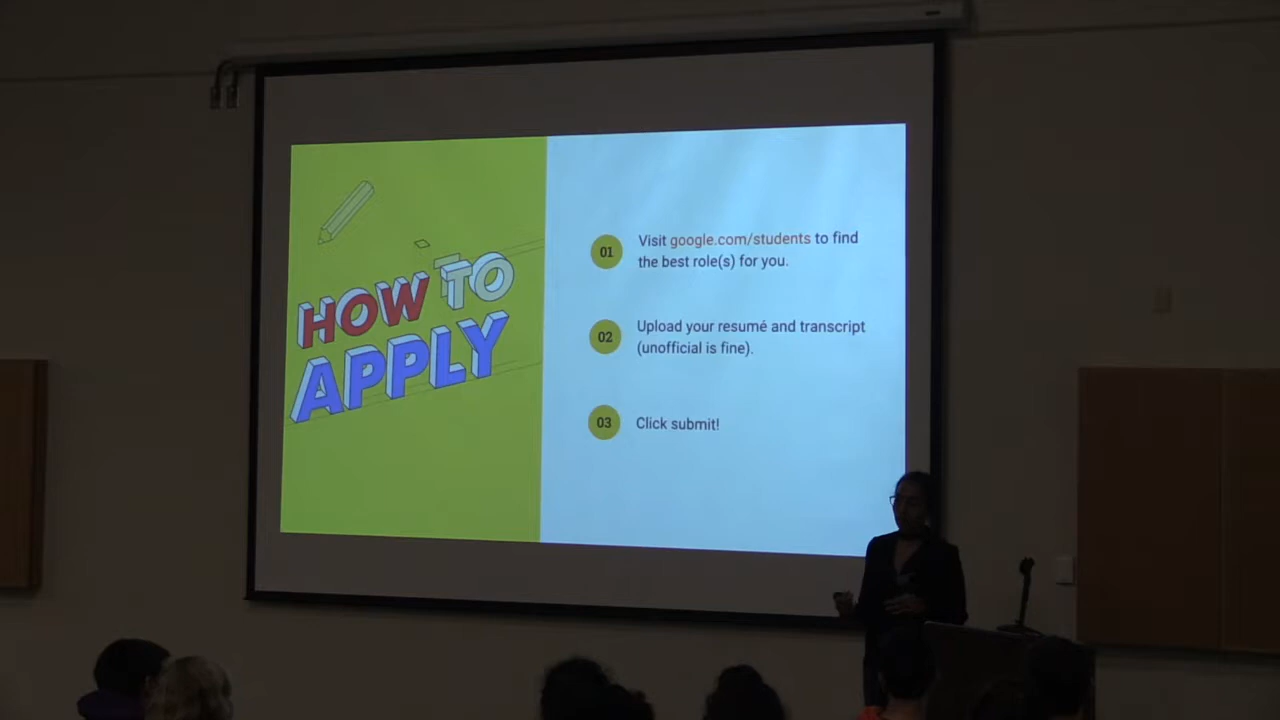 HOW TO
APPLY
01
Visit google.com/students to find
the best role(s) for you.
02
Upload your resumé and transcript
(unofficial is fine).
03
Click submit!